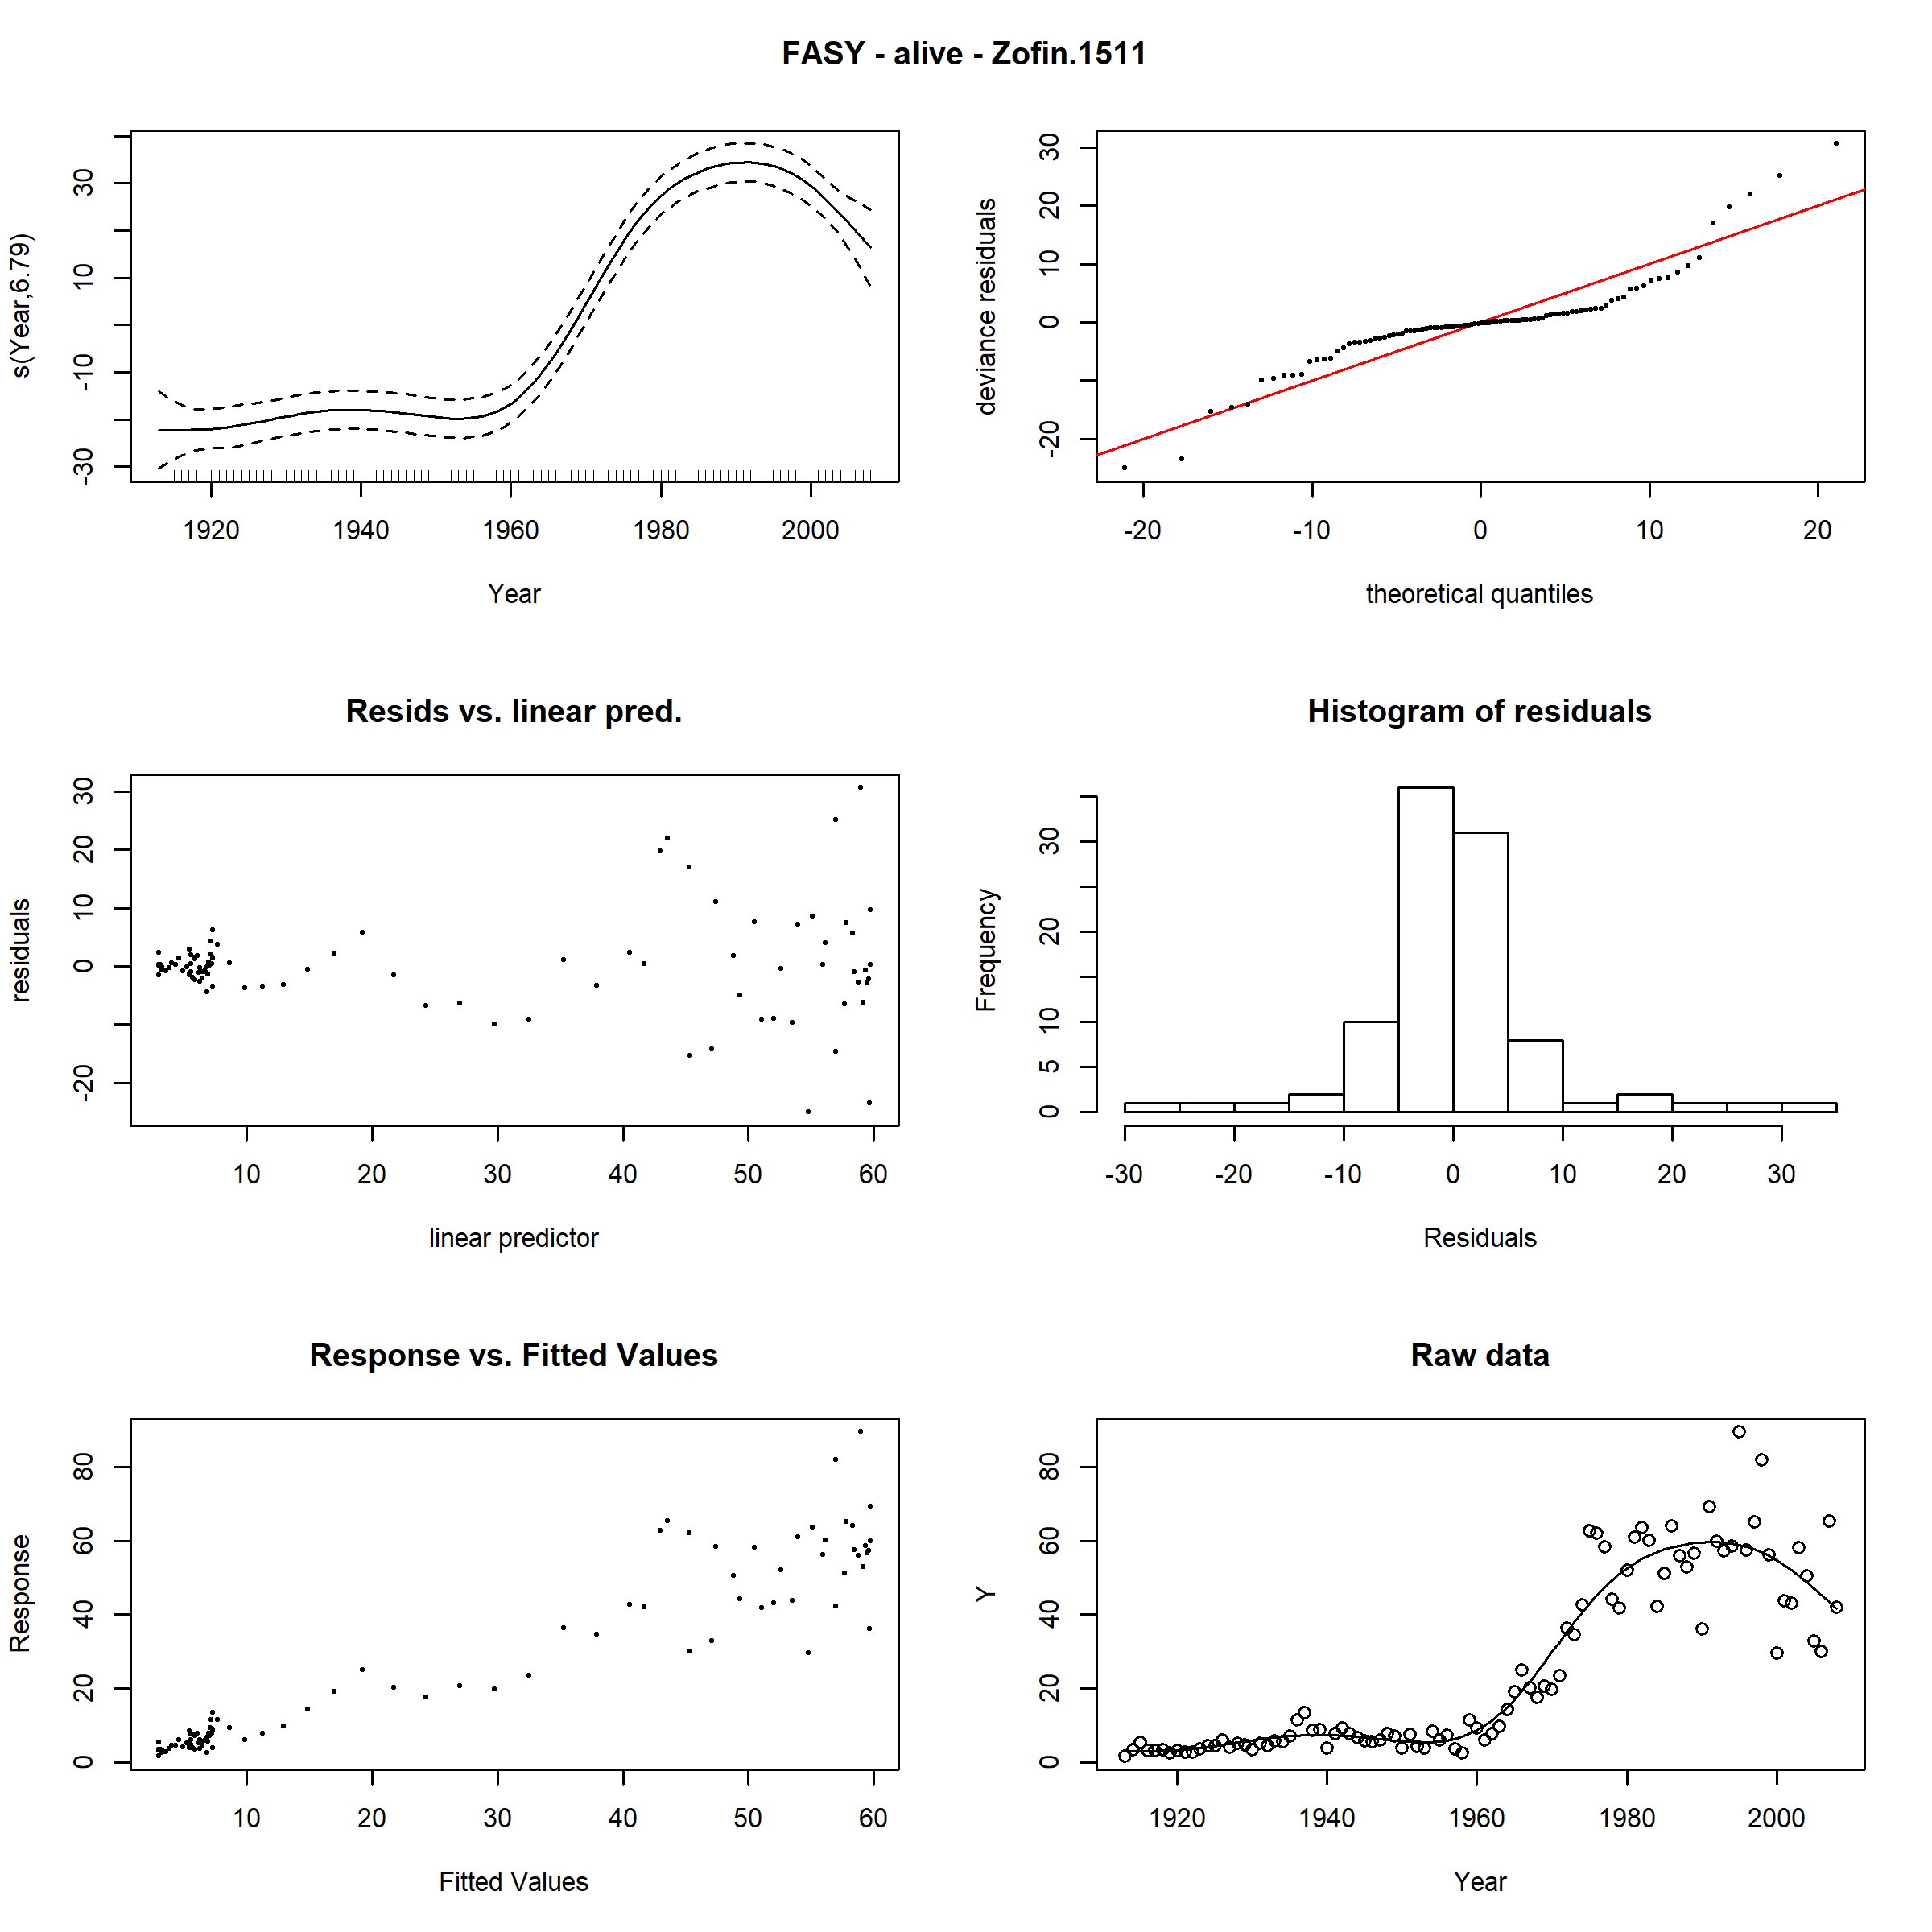 FASY - alive - Zofin.1511
s(Year,6.79)
30
10
-10
-30
1920 1940 1960 1980 2000
Year
deviance residuals
30
20
10
0
-20
-20 -10 0 10 20
theoretical quantiles
Resids vs. linear pred.
residuals
30
20
10
0
-20
10 20 30 40 50 60
linear predictor
Histogram of residuals
Frequency
30
20
10
5
0
-30 -20 -10 0 10 20 30
Residuals
Response vs. Fitted Values
Response
80
60
40
20
0
10 20 30 40 50 60
Fitted Values
Raw data
Y
80
60
40
20
0
1920 1940 1960 1980 2000
Year